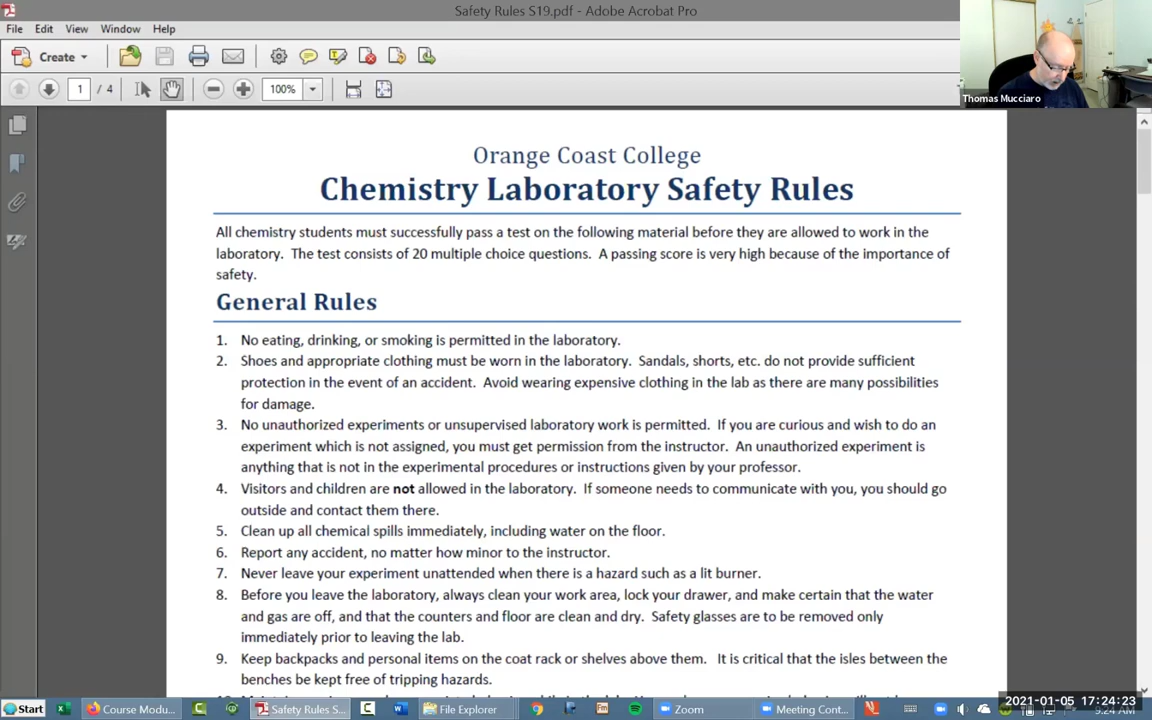 Safety Rules S19.pdf - Adobe Acrobat Pro
File Edit View Window Help
Create
1 / 4 100%
Thomas Mucciaro
Orange Coast College
Chemistry Laboratory Safety Rules
All chemistry students must successfully pass a test on the following material before they are allowed to work in the
laboratory. The test consists of 20 multiple choice questions. A passing score is very high because of the importance of
safety.
General Rules
1. No eating, drinking, or smoking is permitted in the laboratory.
2. Shoes and appropriate clothing must be worn in the laboratory. Sandals, shorts, etc. do not provide sufficient
protection in the event of an accident. Avoid wearing expensive clothing in the lab as there are many possibilities
for damage.
3. No unauthorized experiments or unsupervised laboratory work is permitted. If you are curious and wish to do an
experiment which is not assigned, you must get permission from the instructor. An unauthorized experiment is
anything that is not in the experimental procedures or instructions given by your professor.
4. Visitors and children are not allowed in the laboratory. If someone needs to communicate with you, you should go
outside and contact them there.
5. Clean up all chemical spills immediately, including water on the floor.
6. Report any accident, no matter how minor to the instructor.
7. Never leave your experiment unattended when there is a hazard such as a lit burner.
8. Before you leave the laboratory, always clean your work area, lock your drawer, and make certain that the water
and gas are off, and that the counters and floor are clean and dry. Safety glasses are to be removed only
immediately prior to leaving the lab.
9. Keep backpacks and personal items on the coat rack or shelves above them. It is critical that the isles between the
benches be kept free of tripping hazards.
Start Course Modu... Safety Rules S... File Explorer Zoom Meeting Cont...
2021-01-05 17:24:23